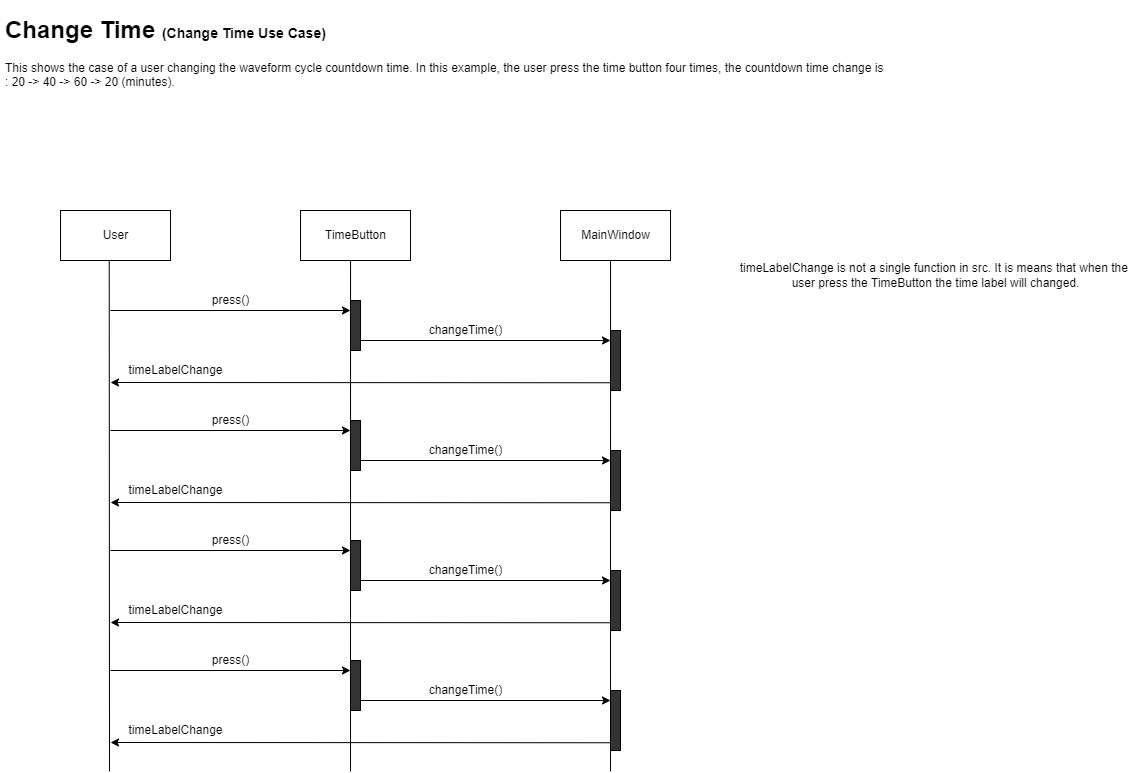 Change Time (Change Time Use Case)
This shows the case of a user changing the waveform cycle countdown time. In this example, the user press the time button four times, the countdown time change is
: 20 -> 40 -> 60 -> 20 (minutes).
User
TimeButton
MainWindow
timeLabelChange is not a single function in src. It is means that when the
user press the TimeButton the time label will changed.
press()
changeTime()
timeLabelChange
press()
changeTime()
timeLabelChange
press()
changeTime()
timeLabelChange
press()
changeTime()
timeLabelChange